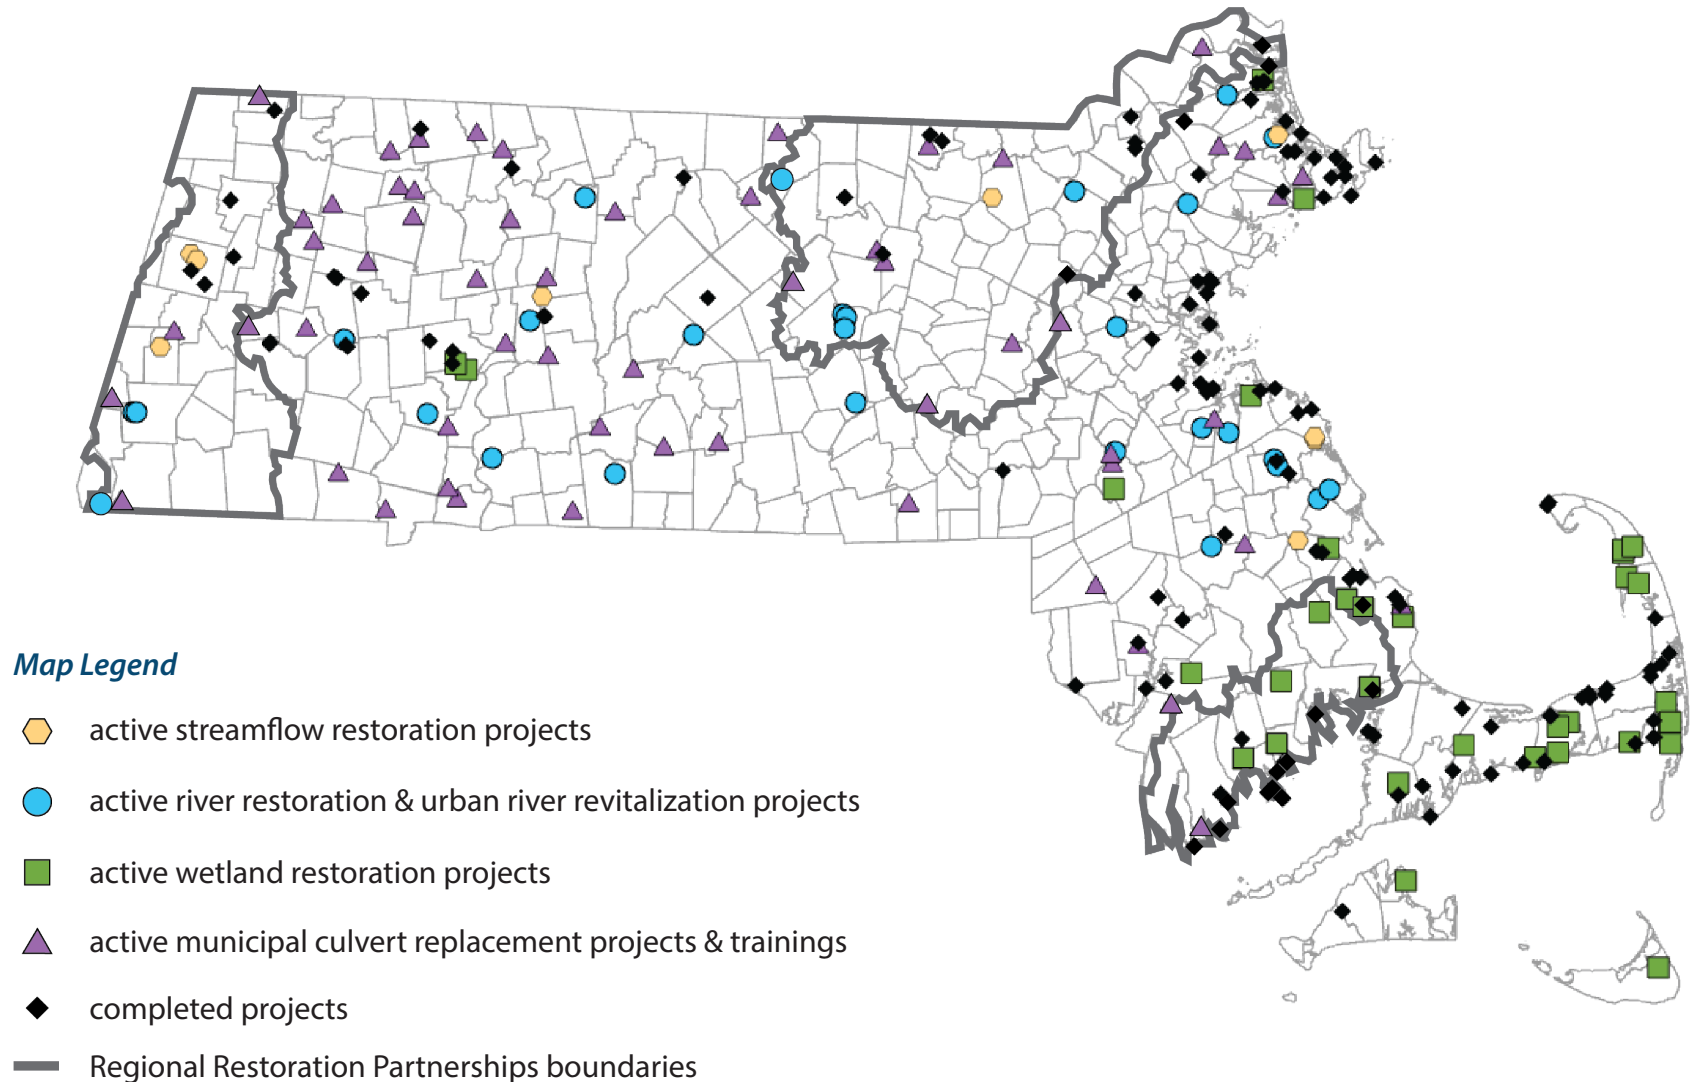 Map Legend
active streamflow restoration projects
active river restoration & urban river revitalization projects
active wetland restoration projects
active municipal culvert replacement projects & trainings
completed projects
Regional Restoration Partnerships boundaries